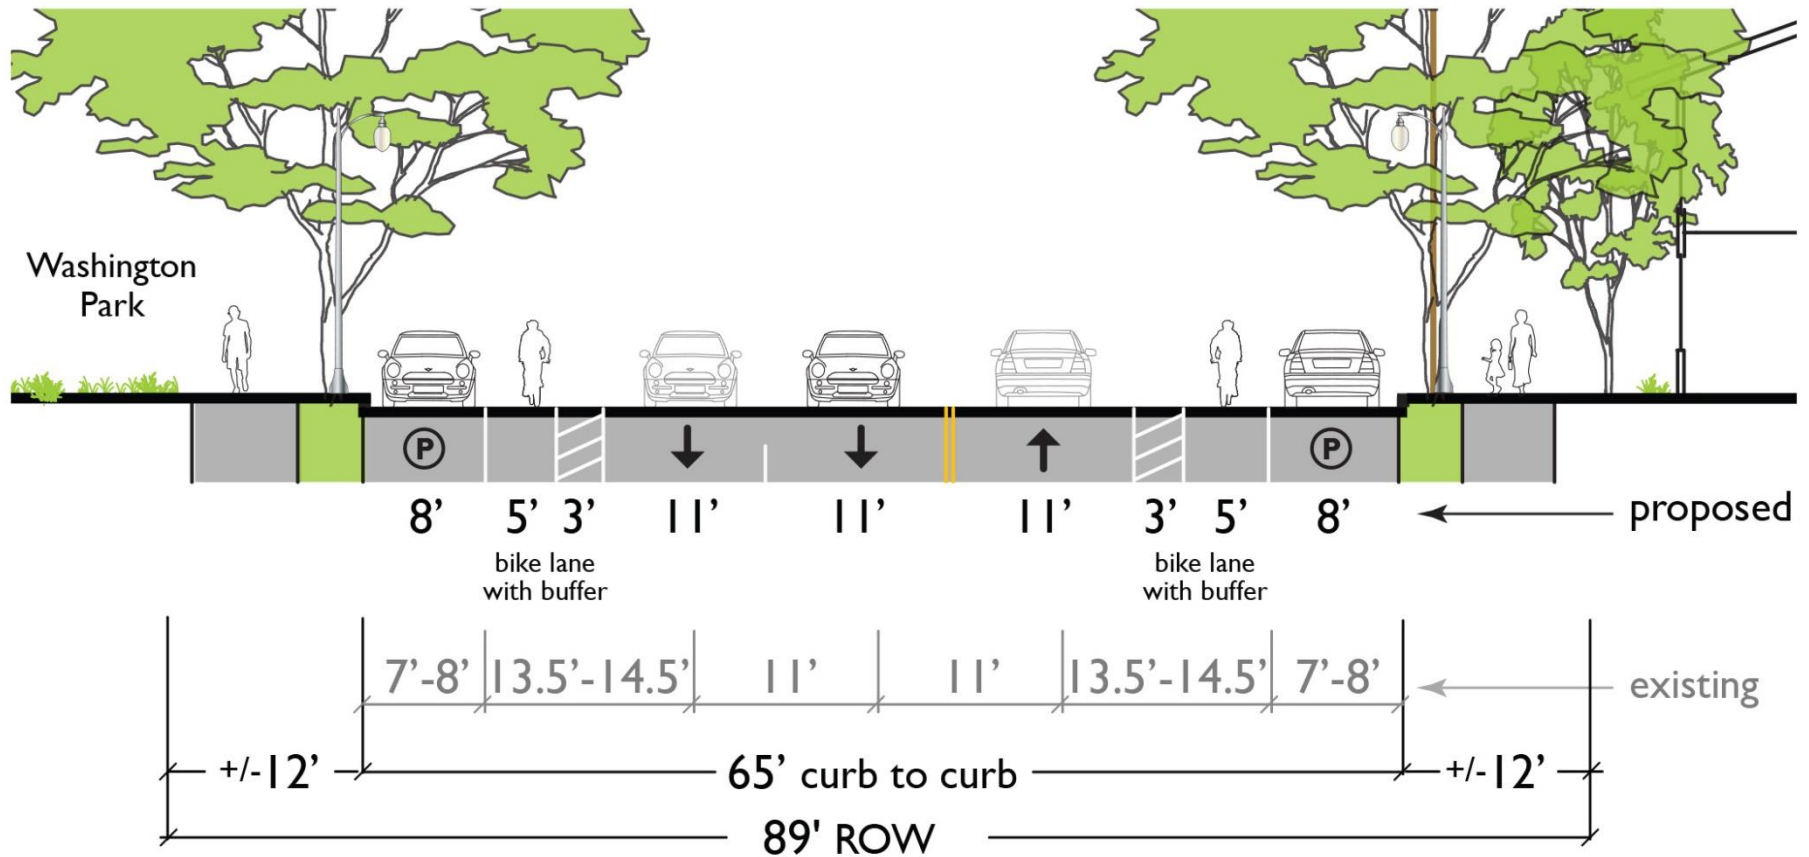 Washington
Park
P P
8’ 5’ 3’ 11’ 11’ 11’ 3’ 5’ 8’ proposed
bike lane
with buffer
bike lane
with buffer
7’-8’ 13.5’-14.5’ 11’ 11’ 13.5’-14.5’ 7’-8’ existing
+/-12’ 65’ curb to curb +/-12’
89' ROW